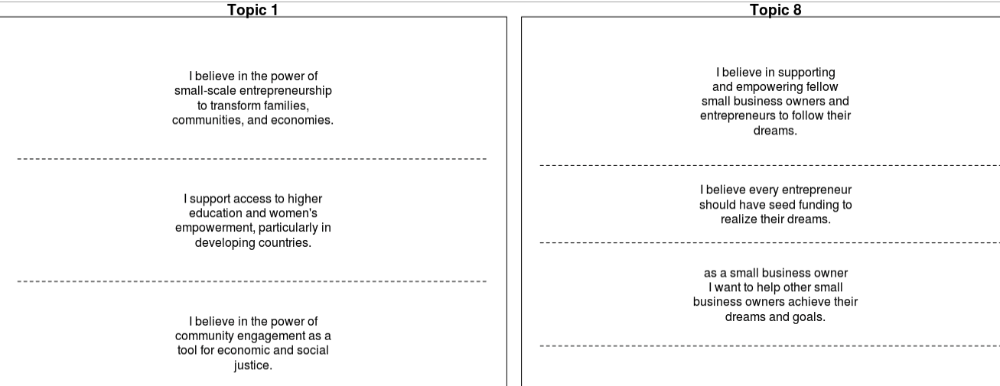 Topic 1
I believe in the power of
small-scale entrepreneurship
to transform families,
communities, and economies.
I support access to higher
education and women's
empowerment, particularly in
developing countries.
I believe in the power of
community engagement as a
tool for economic and social
justice.
Topic 8
I believe in supporting
and empowering fellow
small business owners and
entrepreneurs to follow their
dreams.
I believe every entrepreneur
should have seed funding to
realize their dreams.
as a small business owner
I want to help other small
business owners achieve their
dreams and goals.